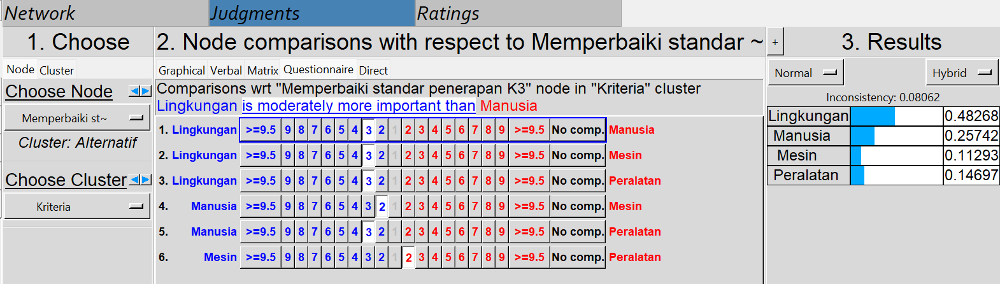 Network Judgments Ratings
1. Choose
Node Cluster
Choose Node
Memperbaiki st~
Cluster: Alternatif
Choose Cluster
Kriteria
2. Node comparisons with respect to Memperbaiki standar ~
Graphical Verbal Matrix Questionnaire Direct
Comparisons wrt "Memperbaiki standar penerapan K3" node in "Kriteria" cluster
Lingkungan is moderately more important than Manusia
1. Lingkungan >=9.5 9 8 7 6 5 4 3 2 1 2 3 4 5 6 7 8 9 >=9.5 No comp. Manusia
2. Lingkungan >=9.5 9 8 7 6 5 4 3 2 1 2 3 4 5 6 7 8 9 >=9.5 No comp. Mesin
3. Lingkungan >=9.5 9 8 7 6 5 4 3 2 1 2 3 4 5 6 7 8 9 >=9.5 No comp. Peralatan
4. Manusia >=9.5 9 8 7 6 5 4 3 2 1 2 3 4 5 6 7 8 9 >=9.5 No comp. Mesin
5. Manusia >=9.5 9 8 7 6 5 4 3 2 1 2 3 4 5 6 7 8 9 >=9.5 No comp. Peralatan
6. Mesin >=9.5 9 8 7 6 5 4 3 2 1 2 3 4 5 6 7 8 9 >=9.5 No comp. Peralatan
+ 3. Results
Normal Hybrid
Inconsistency: 0.08062
Lingkungan 0.48268
Manusia 0.25742
Mesin 0.11293
Peralatan 0.14697